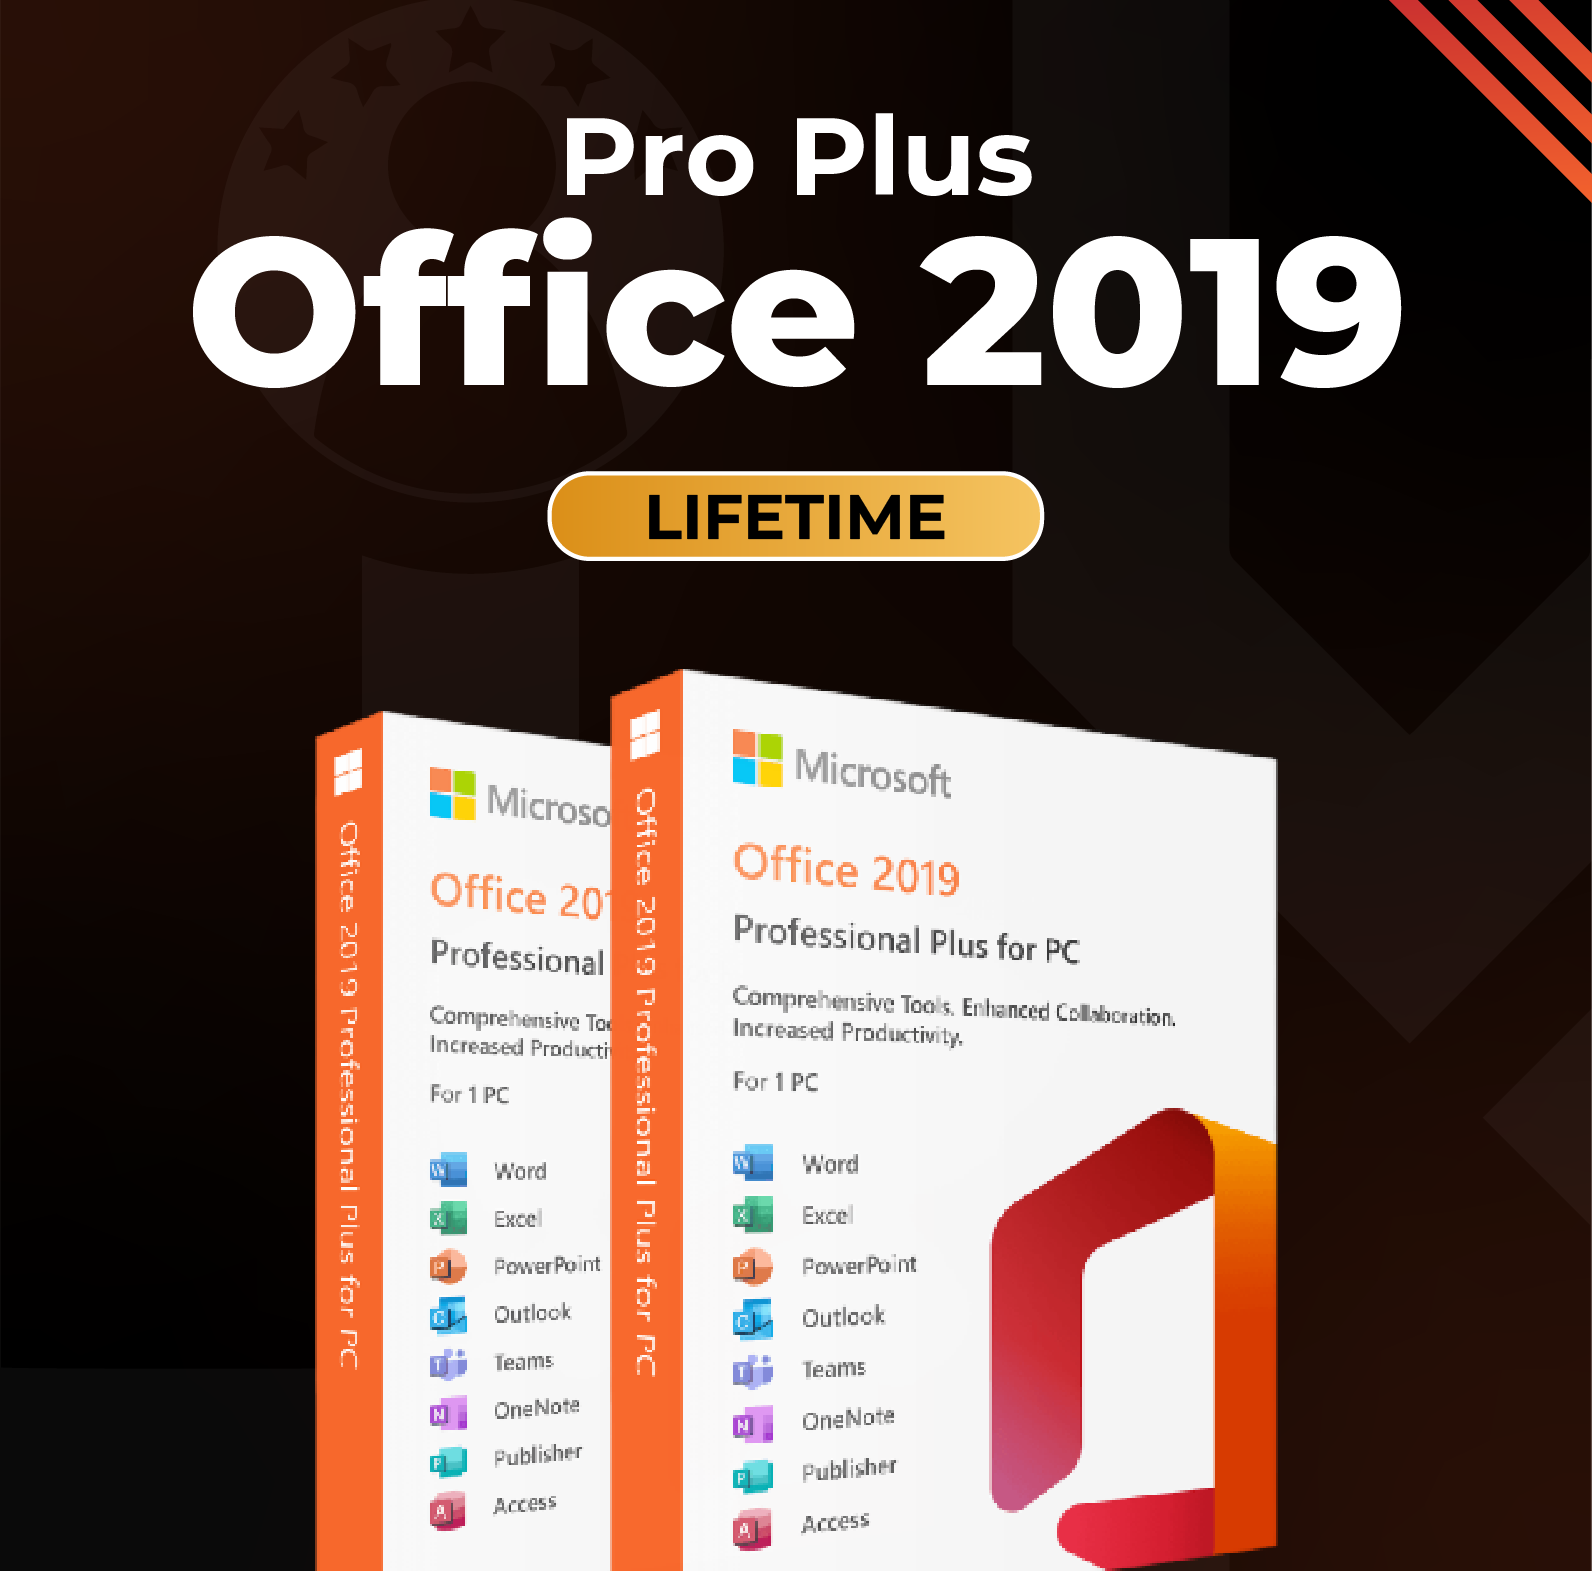 Pro Plus
Office 2019
LIFETIME
Office 2019 Professional Plus for PC
Microso
Office 201
Professional
Comprehensive Too
Increased Productiv
For 1 PC
Word
Excel
PowerPoint
Outlook
Teams
OneNote
Publisher
Access
Office 2019 Professional Plus for PC
Microsoft
Office 2019
Professional Plus for PC
Comprehensive Tools. Enhanced Collaboration.
Increased Productivity.
For 1 PC
Word
Excel
PowerPoint
Outlook
Teams
OneNote
Publisher
Access